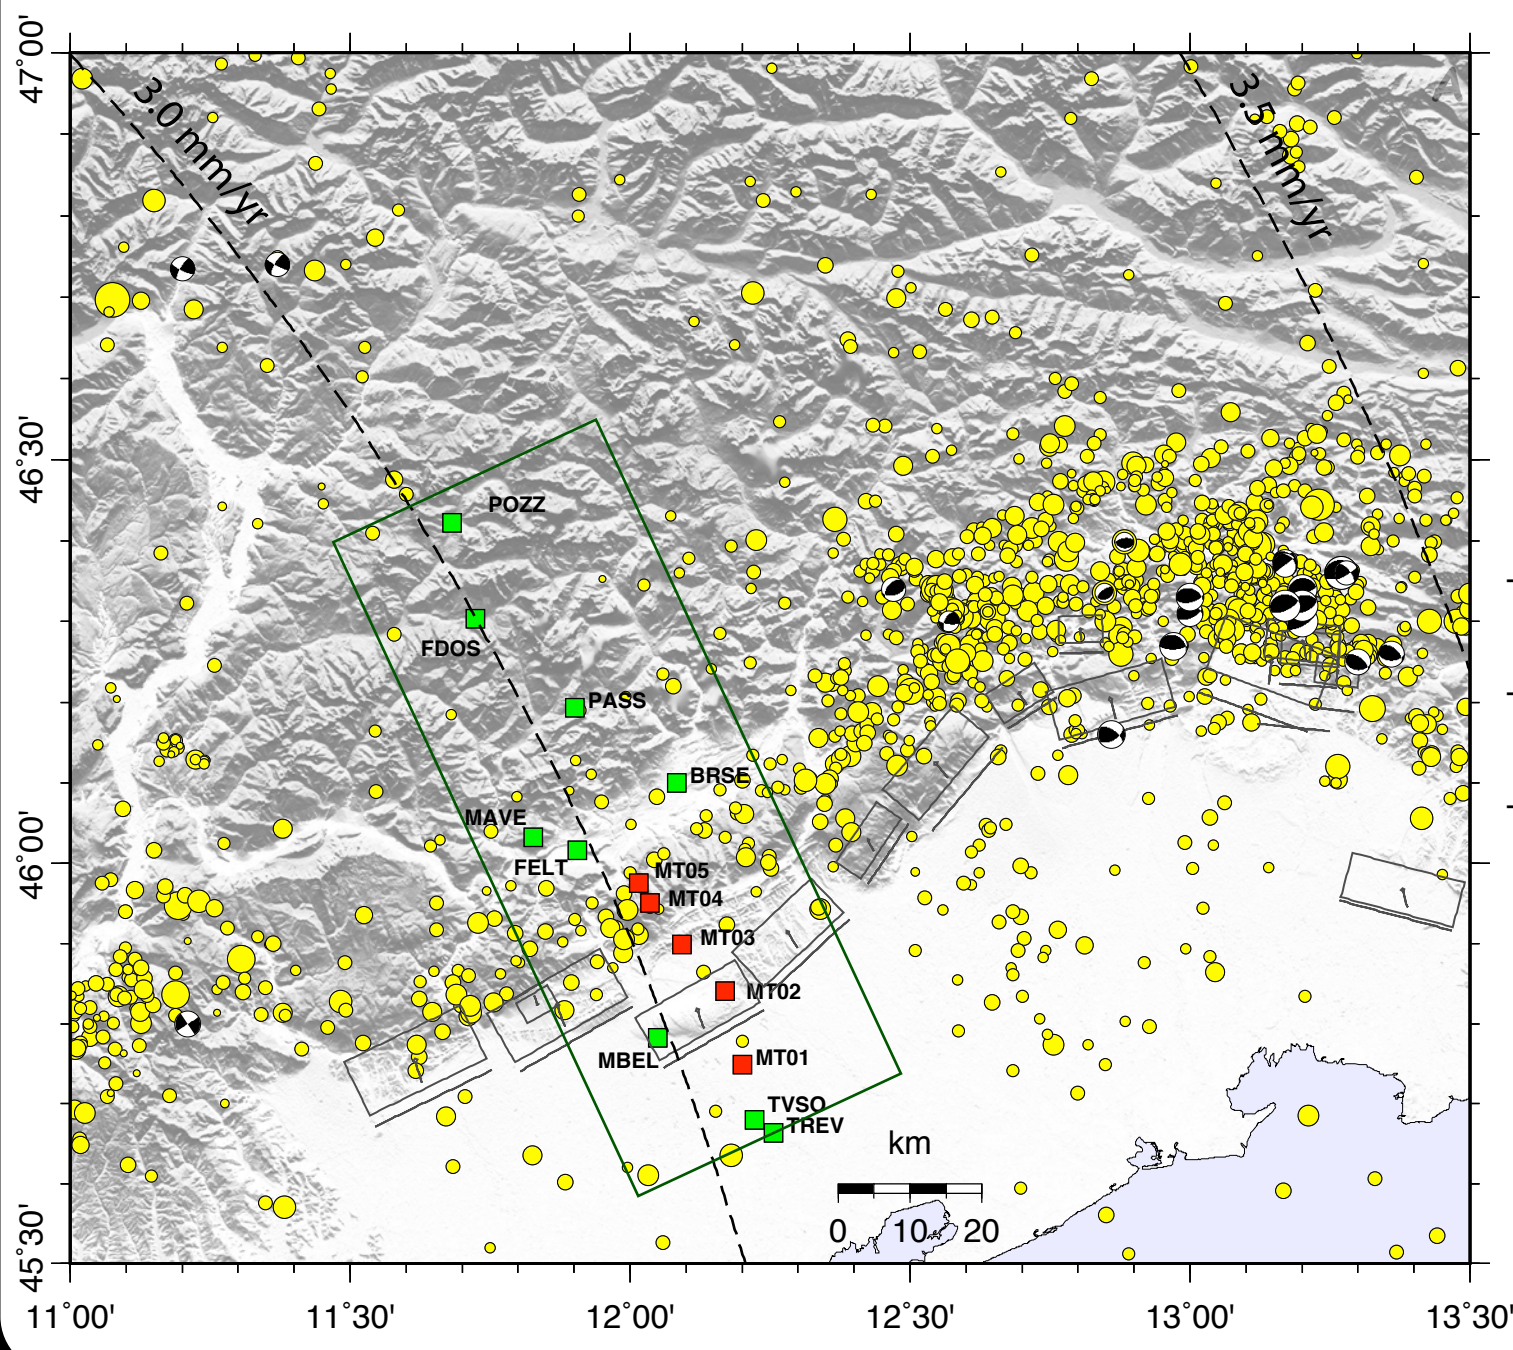 47˚00'
46˚30'
46˚00'
45˚30'
3.0 mm/yr
3.5 mm/yr
POZZ
FDOS
PASS
BRSE
MAVE
FELT
MT05
MT04
MT03
MT02
MBEL
MT01
TVSO
TREV
km
0 10 20
11˚00' 11˚30' 12˚00' 12˚30' 13˚00' 13˚30'